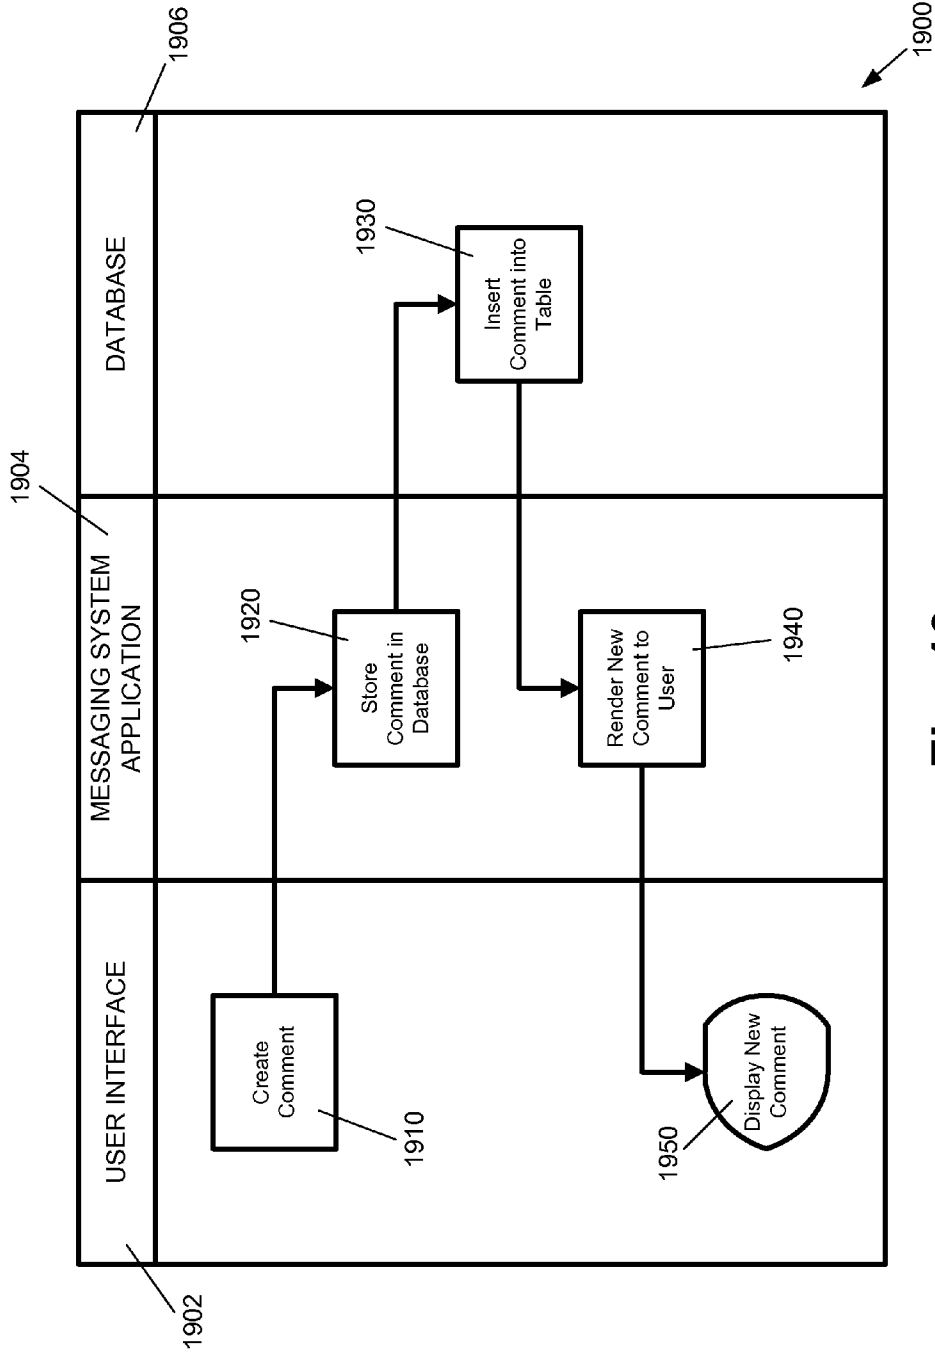 1902
USER INTERFACE
MESSAGING SYSTEM
APPLICATION
1904
DATABASE
1906
Create
Comment
1910
Store
Comment in
Database
1920
Insert
Comment into
Table
1930
Render New
Comment to
User
1940
Display New
Comment
1950
1900